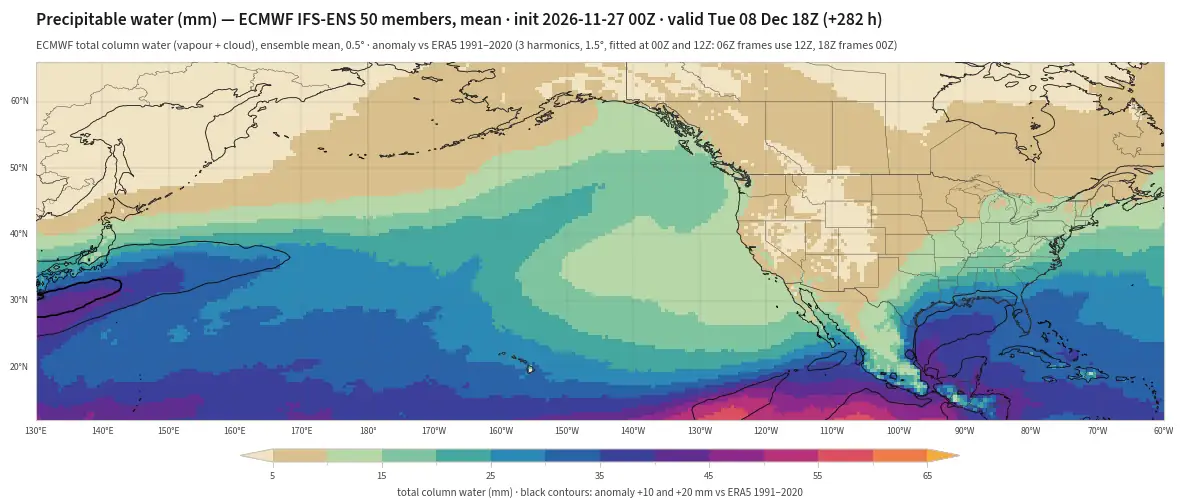 Precipitable water (mm) — ECMWF IFS-ENS 50 members, mean · init 2026-11-27 00Z · valid Tue 08 Dec 18Z (+282 h)
ECMWF total column water (vapour + cloud), ensemble mean, 0.5° · anomaly vs ERA5 1991–2020 (3 harmonics, 1.5°, fitted at 00Z and 12Z: 06Z frames use 12Z, 18Z frames 00Z)
60°N
50°N
40°N
30°N
20°N
130°E 140°E 150°E 160°E 170°E 180° 170°W 160°W 150°W 140°W 130°W 120°W 110°W 100°W 90°W 80°W 70°W 60°W
5 15 25 35 45 55 65
total column water (mm) · black contours: anomaly +10 and +20 mm vs ERA5 1991–2020